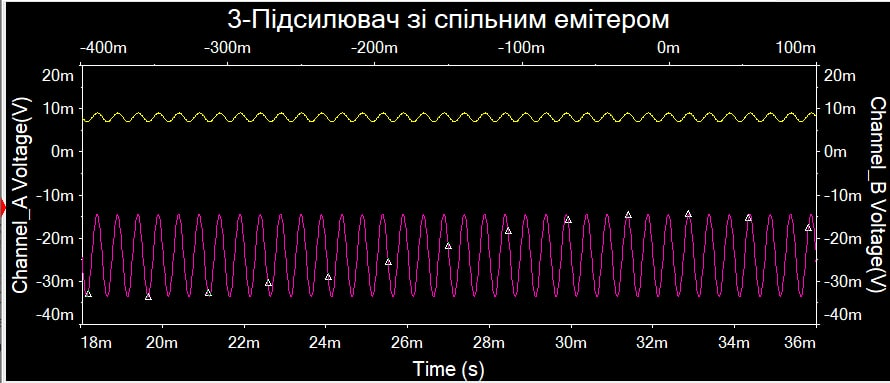 3-Підсилювач зі спільним емітером
-400m -300m -200m -100m 0m 100m
20m 20m
10m 10m
0m 0m
-10m -10m
-20m -20m
-30m -30m
-40m -40m
Channel_A Voltage(V)
Channel_B Voltage(V)
18m 20m 22m 24m 26m 28m 30m 32m 34m 36m
Time (s)